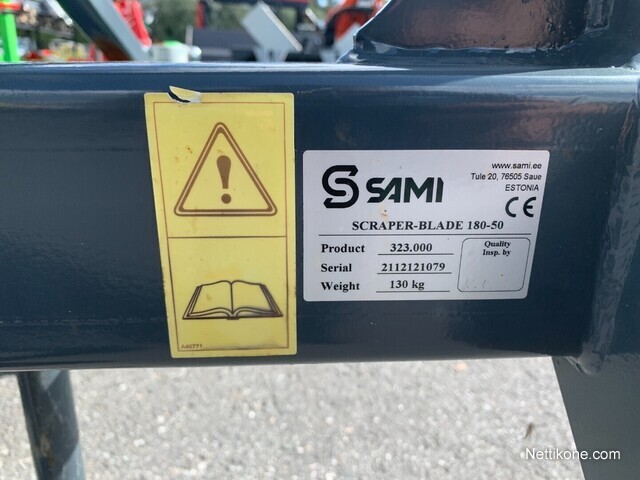 SAMI
www.sami.ee
Tule 20, 76505 Saue
ESTONIA
CE
SCRAPER-BLADE 180-50
Product 323.000
Serial 2112121079
Weight 130 kg
Quality
Insp. by
A46771
Nettikone.com